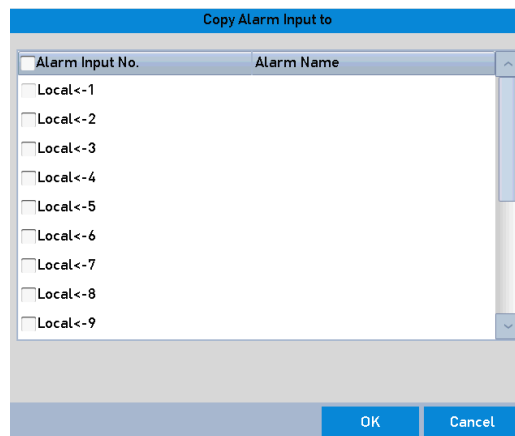 Copy Alarm Input to
Alarm Input No. Alarm Name
Local<-1
Local<-2
Local<-3
Local<-4
Local<-5
Local<-6
Local<-7
Local<-8
Local<-9
OK Cancel